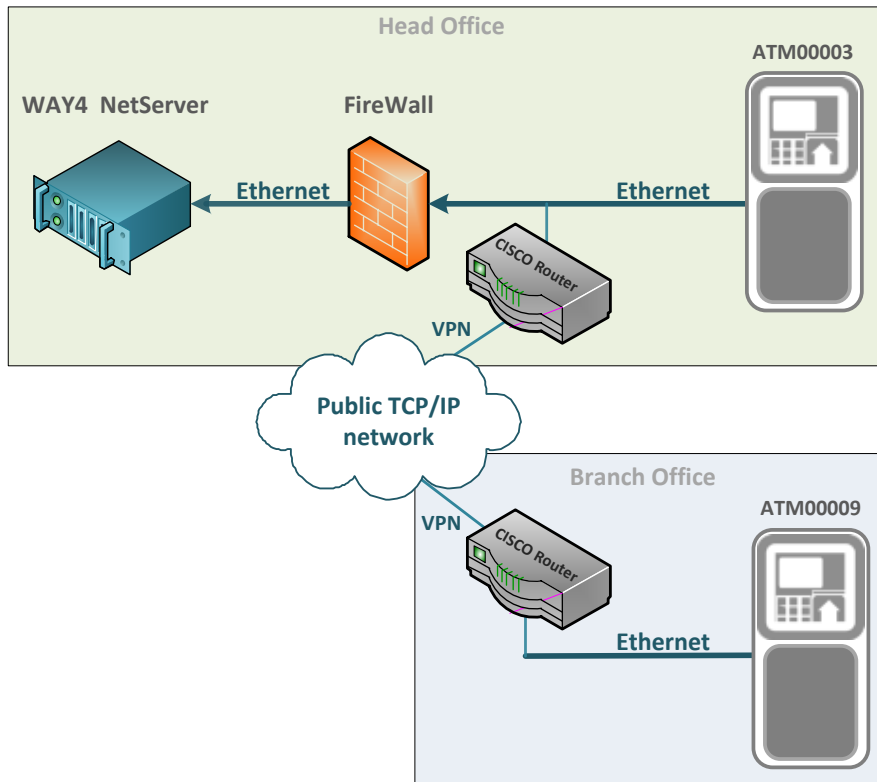 Head Office
ATM00003
WAY4 NetServer
FireWall
Ethernet
Ethernet
CISCO Router
VPN
Public TCP/IP
network
Branch Office
ATM00009
VPN
CISCO Router
Ethernet